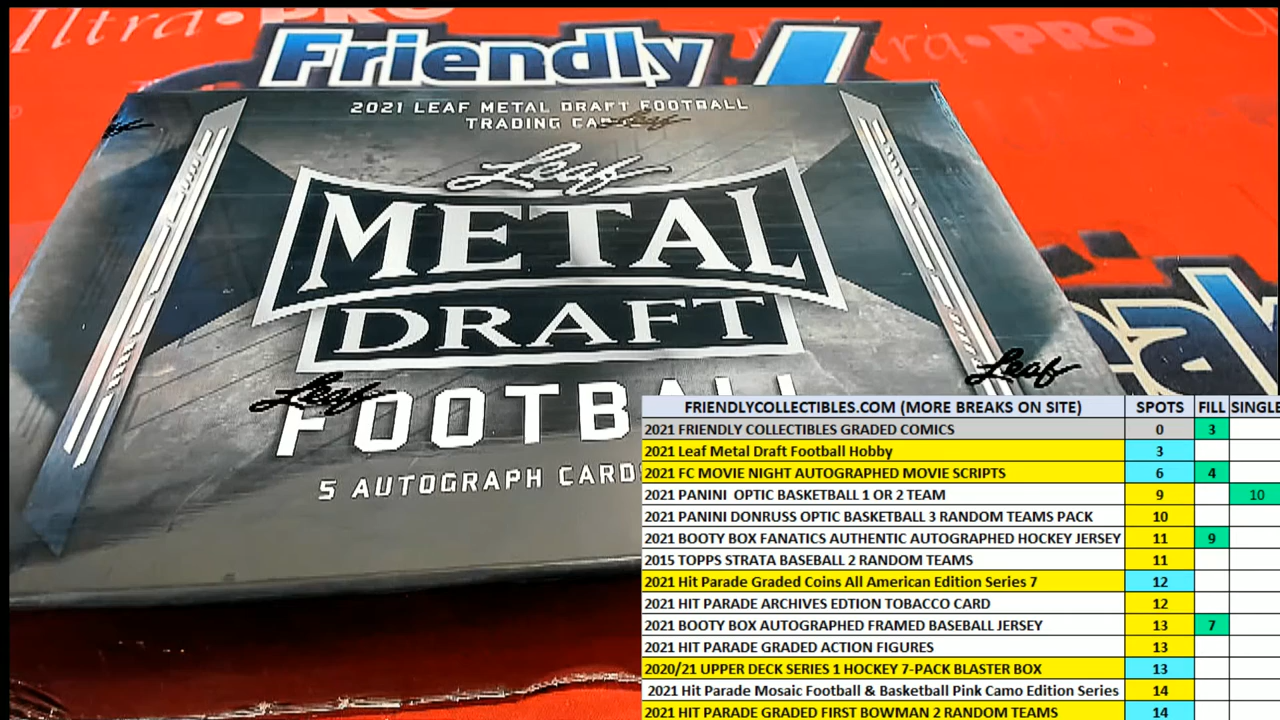 Ultra•PRO
Ultra•PRO
Friendly
2021 LEAF METAL DRAFT FOOTBALL
TRADING
Leaf
METAL
DRAFT
Leaf
Leaf
5 AUTOGRAPH
FRIENDLYCOLLECTIBLES.COM (MORE BREAKS ON SITE) SPOTS FILL SINGLE
2021 FRIENDLY COLLECTIBLES GRADED COMICS 0 3
2021 Leaf Metal Draft Football Hobby 3
2021 FC MOVIE NIGHT AUTOGRAPHED MOVIE SCRIPTS 6 4
2021 PANINI OPTIC BASKETBALL 1 OR 2 TEAM 9 10
2021 PANINI DONRUSS OPTIC BASKETBALL 3 RANDOM TEAMS PACK 10
2021 BOOTY BOX FANATICS AUTHENTIC AUTOGRAPHED HOCKEY JERSEY 11 9
2015 TOPPS STRATA BASEBALL 2 RANDOM TEAMS 11
2021 Hit Parade Graded Coins All American Edition Series 7 12
2021 HIT PARADE ARCHIVES EDTION TOBACCO CARD 12
2021 BOOTY BOX AUTOGRAPHED FRAMED BASEBALL JERSEY 13 7
2021 HIT PARADE GRADED ACTION FIGURES 13
2020/21 UPPER DECK SERIES 1 HOCKEY 7-PACK BLASTER BOX 13
2021 Hit Parade Mosaic Football & Basketball Pink Camo Edition Series 14
2021 HIT PARADE GRADED FIRST BOWMAN 2 RANDOM TEAMS 14